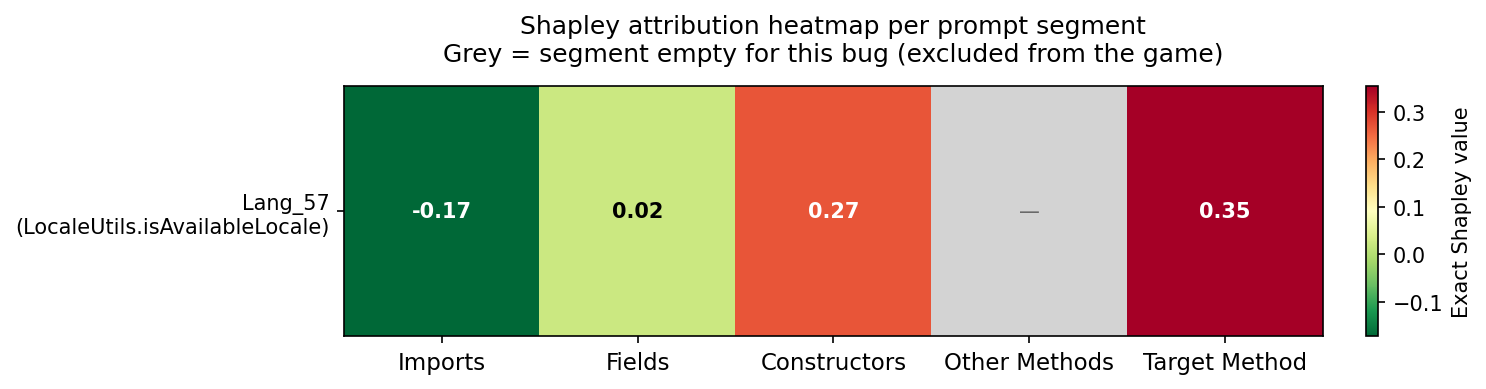 Shapley attribution heatmap per prompt segment
Grey = segment empty for this bug (excluded from the game)
Lang_57
(LocaleUtils.isAvailableLocale)
-0.17
0.02
0.27
—
0.35
Imports
Fields
Constructors
Other Methods
Target Method
0.3
0.2
0.1
0.0
−0.1
Exact Shapley value